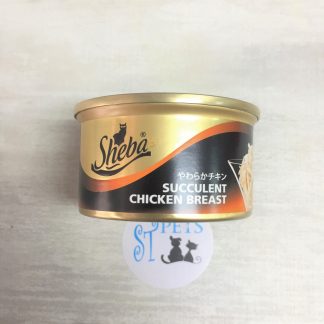 Sheba®
やわらかチキン
SUCCULENT
CHICKEN BREAST
ST PETS